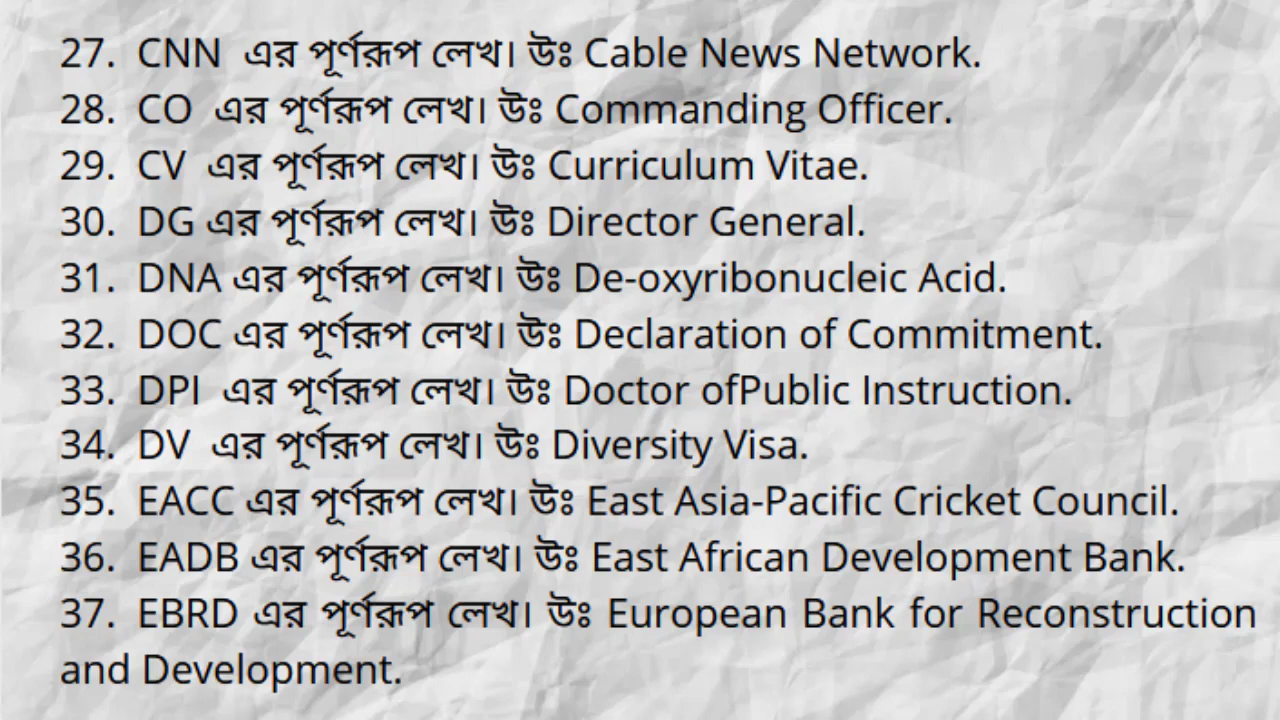 27. CNN এর পূর্ণরূপ লেখ। উঃ Cable News Network.
28. CO এর পূর্ণরূপ লেখ। উঃ Commanding Officer.
29. CV এর পূর্ণরূপ লেখ। উঃ Curriculum Vitae.
30. DG এর পূর্ণরূপ লেখ। উঃ Director General.
31. DNA এর পূর্ণরূপ লেখ। উঃ De-oxyribonucleic Acid.
32. DOC এর পূর্ণরূপ লেখ। উঃ Declaration of Commitment.
33. DPI এর পূর্ণরূপ লেখ। উঃ Doctor ofPublic Instruction.
34. DV এর পূর্ণরূপ লেখ। উঃ Diversity Visa.
35. EACC এর পূর্ণরূপ লেখ। উঃ East Asia-Pacific Cricket Council.
36. EADB এর পূর্ণরূপ লেখ। উঃ East African Development Bank.
37. EBRD এর পূর্ণরূপ লেখ। উঃ European Bank for Reconstruction
and Development.